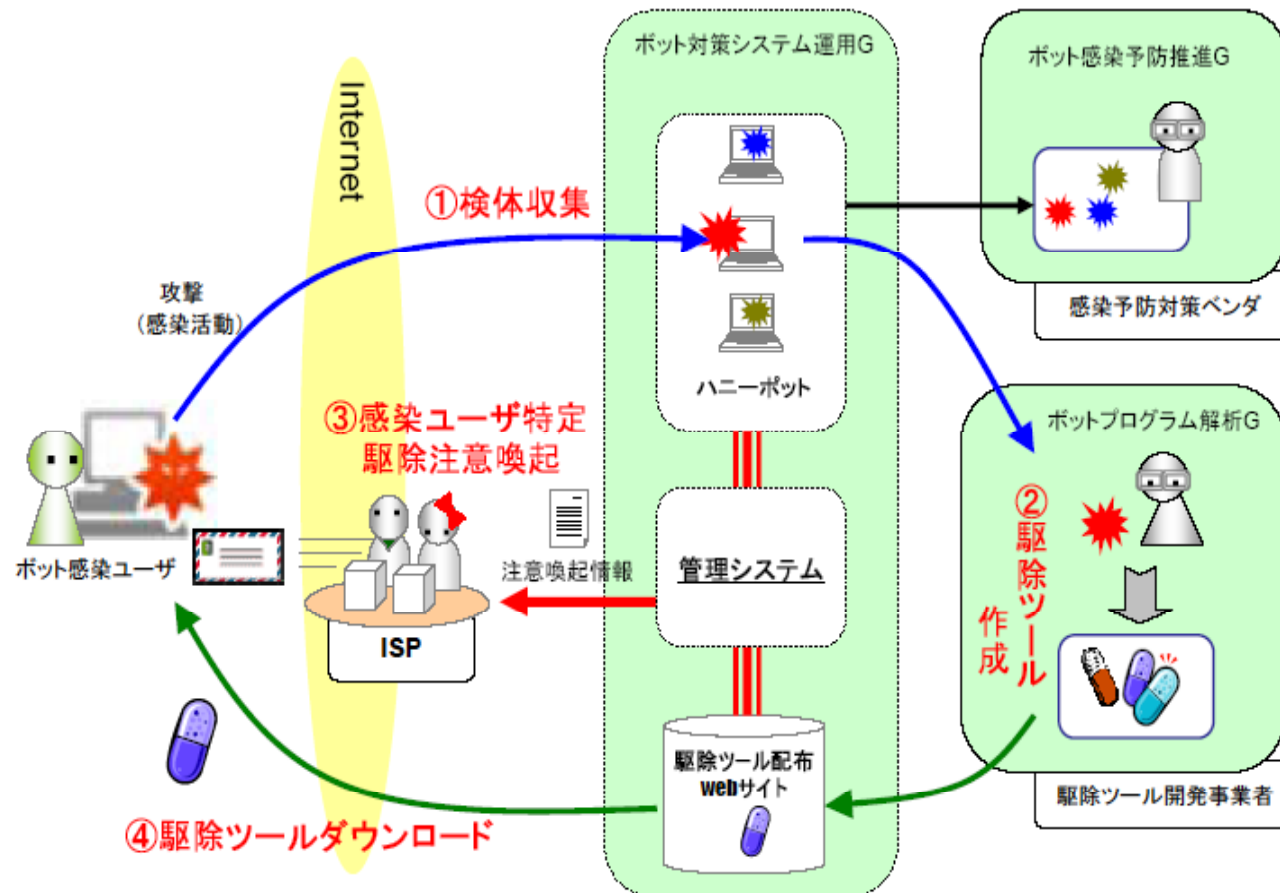 ボット対策システム運用G
ボット感染予防推進G
Internet
①検体収集
攻撃
(感染活動)
ハニーポット
感染予防対策ベンダ
③感染ユーザ特定
駆除注意喚起
ボットプログラム解析G
②駆除ツール
作成
ボット感染ユーザ
注意喚起情報
管理システム
ISP
駆除ツール配布
webサイト
駆除ツール開発事業者
④駆除ツールダウンロード